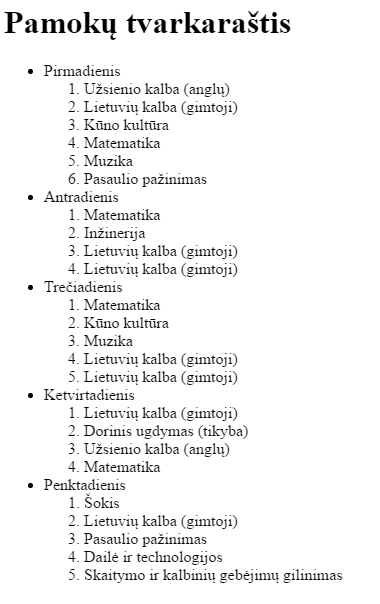 Pamokų tvarkaraštis
• Pirmadienis
1. Užsienio kalba (anglų)
2. Lietuvių kalba (gimtoji)
3. Kūno kultūra
4. Matematika
5. Muzika
6. Pasaulio pažinimas
• Antradienis
1. Matematika
2. Inžinerija
3. Lietuvių kalba (gimtoji)
4. Lietuvių kalba (gimtoji)
• Trečiadienis
1. Matematika
2. Kūno kultūra
3. Muzika
4. Lietuvių kalba (gimtoji)
5. Lietuvių kalba (gimtoji)
• Ketvirtadienis
1. Lietuvių kalba (gimtoji)
2. Dorinis ugdymas (tikyba)
3. Užsienio kalba (anglų)
4. Matematika
• Penktadienis
1. Šokis
2. Lietuvių kalba (gimtoji)
3. Pasaulio pažinimas
4. Dailė ir technologijos
5. Skaitymo ir kalbinių gebėjimų gilinimas